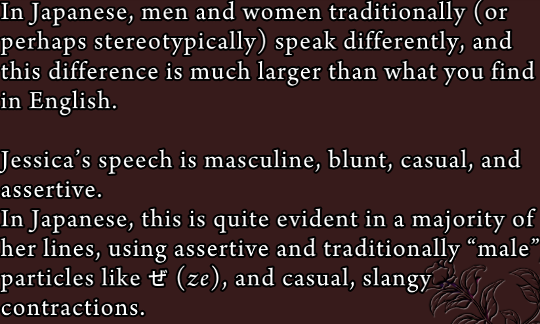 In Japanese, men and women traditionally (or
perhaps stereotypically) speak differently, and
this difference is much larger than what you find
in English.
Jessica’s speech is masculine, blunt, casual, and
assertive.
In Japanese, this is quite evident in a majority of
her lines, using assertive and traditionally “male”
particles like ぜ (ze), and casual, slangy
contractions.